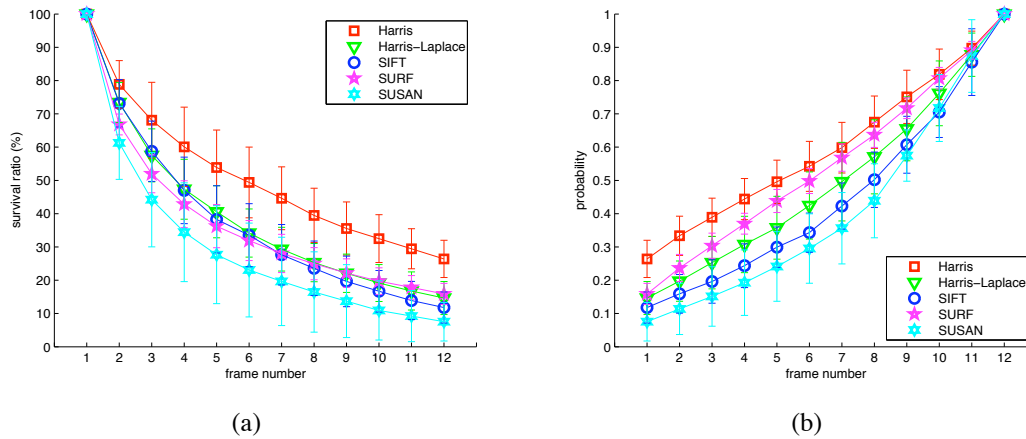 100
90
80
70
60
50
40
30
20
10
0
survival ratio (%)
1 2 3 4 5 6 7 8 9 10 11 12
frame number
Harris
Harris-Laplace
SIFT
SURF
SUSAN
(a)
1
0.9
0.8
0.7
0.6
0.5
0.4
0.3
0.2
0.1
0
probability
1 2 3 4 5 6 7 8 9 10 11 12
frame number
Harris
Harris-Laplace
SIFT
SURF
SUSAN
(b)